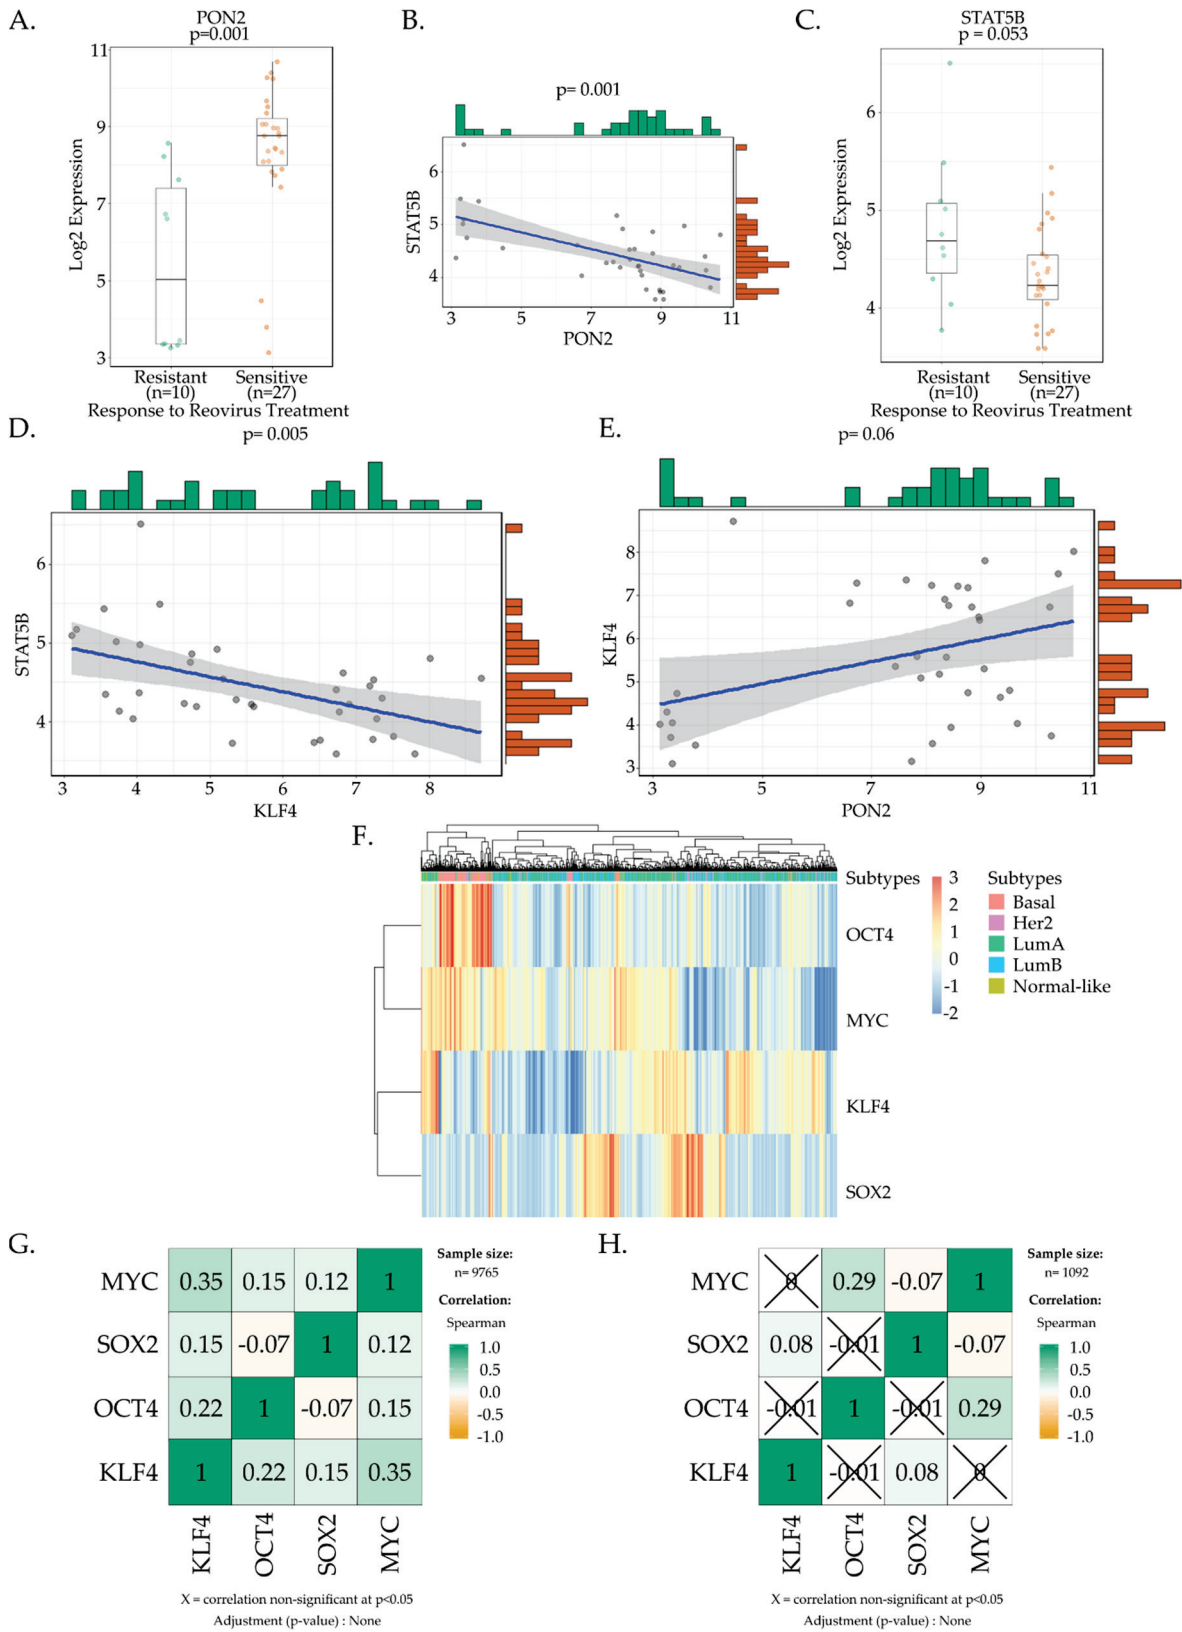 A.
PON2
p=0.001
11
9
7
5
3
Log2 Expression
Resistant
(n=10)
Sensitive
(n=27)
Response to Reovirus Treatment
B.
p= 0.001
6
5
4
STAT5B
3 5 7 9 11
PON2
C.
STAT5B
p = 0.053
6
5
4
Log2 Expression
Resistant
(n=10)
Sensitive
(n=27)
Response to Reovirus Treatment
D.
p= 0.005
6
5
4
STAT5B
3 4 5 6 7 8
KLF4
E.
p= 0.06
8
7
6
5
4
3
KLF4
3 5 7 9 11
PON2
F.
Subtypes
OCT4
MYC
KLF4
SOX2
3
2
1
0
-1
-2
Subtypes
Basal
Her2
LumA
LumB
Normal-like
G.
MYC 0.35 0.15 0.12 1
SOX2 0.15 -0.07 1 0.12
OCT4 0.22 1 -0.07 0.15
KLF4 1 0.22 0.15 0.35
KLF4 OCT4 SOX2 MYC
Sample size:
n= 9765
Correlation:
Spearman
1.0
0.5
0.0
-0.5
-1.0
X = correlation non-significant at p<0.05
Adjustment (p-value) : None
H.
MYC 0 0.29 -0.07 1
SOX2 0.08 -0.01 1 -0.07
OCT4 -0.01 1 -0.01 0.29
KLF4 1 -0.01 0.08 0
KLF4 OCT4 SOX2 MYC
Sample size:
n= 1092
Correlation:
Spearman
1.0
0.5
0.0
-0.5
-1.0
X = correlation non-significant at p<0.05
Adjustment (p-value) : None